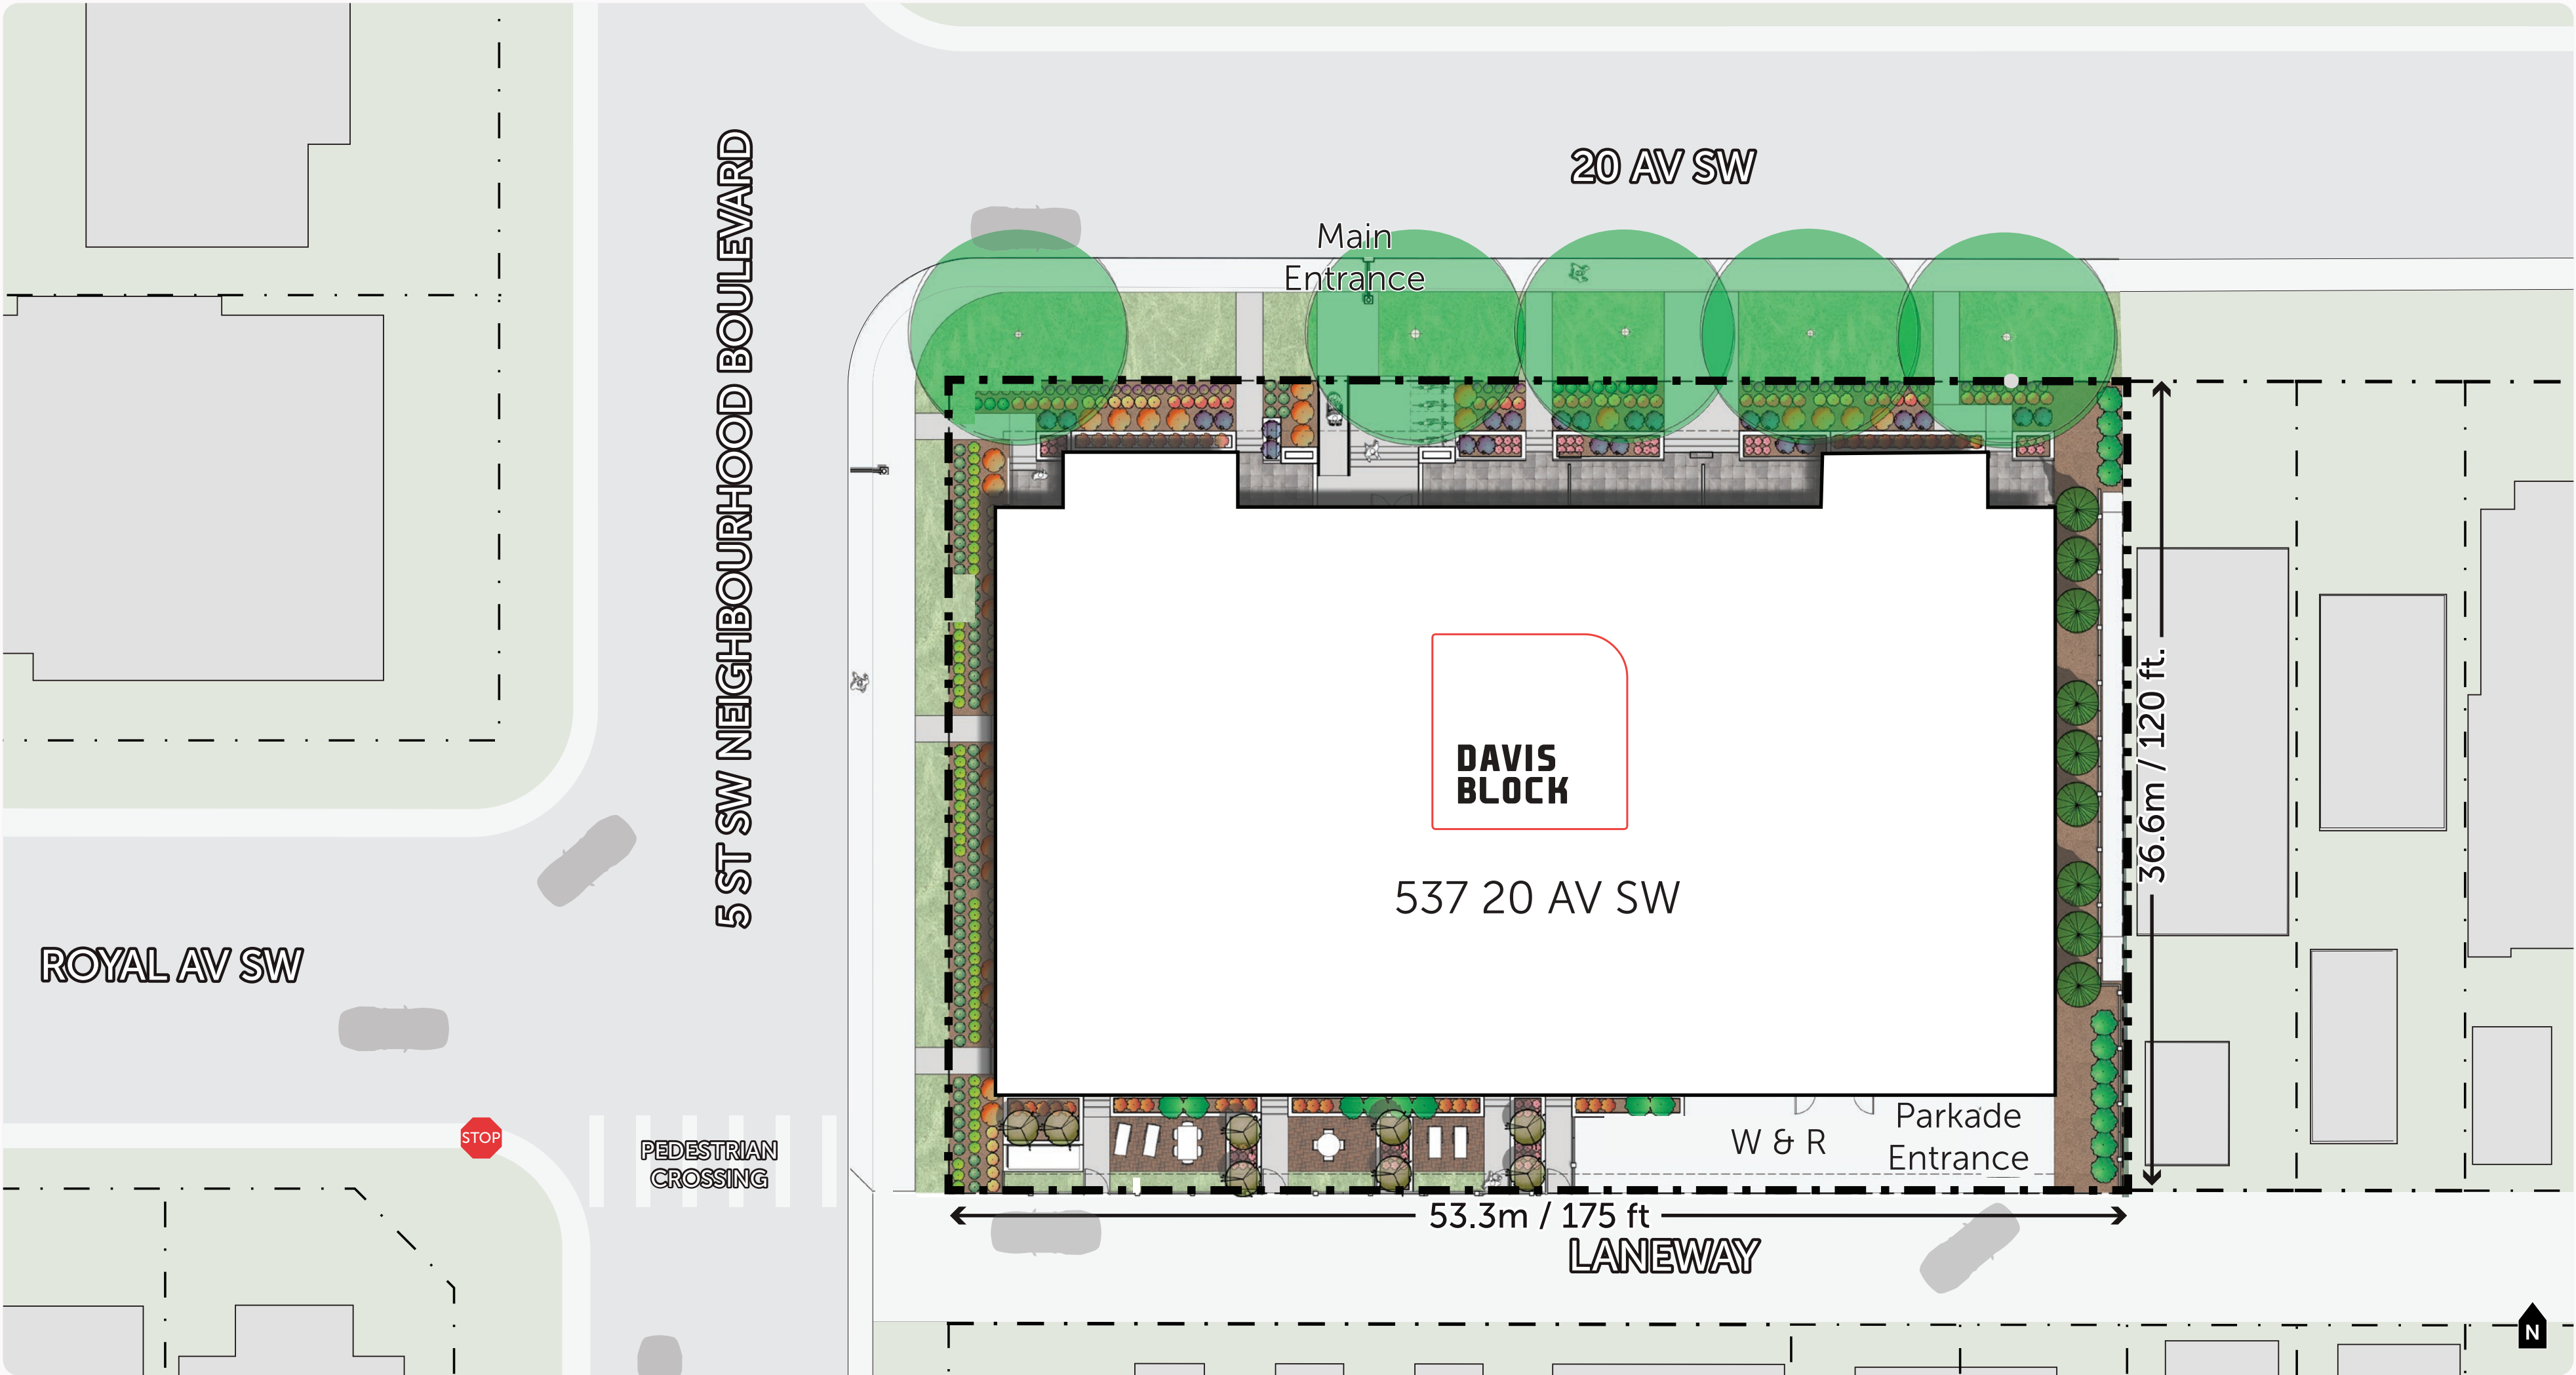 20 AV SW
Main
Entrance
5 ST SW NEIGHBOURHOOD BOULEVARD
DAVIS
BLOCK
537 20 AV SW
36.6m / 120 ft.
ROYAL AV SW
STOP
PEDESTRIAN
CROSSING
W & R
Parkade
Entrance
53.3m / 175 ft
LANEWAY
N